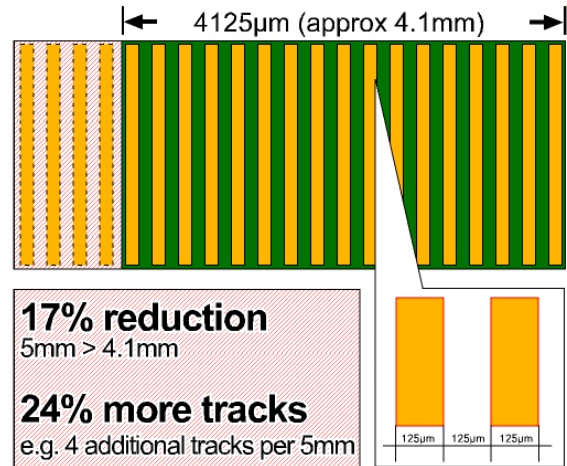 4125µm (approx 4.1mm)
17% reduction
5mm > 4.1mm
24% more tracks
e.g. 4 additional tracks per 5mm
125µm 125µm 125µm